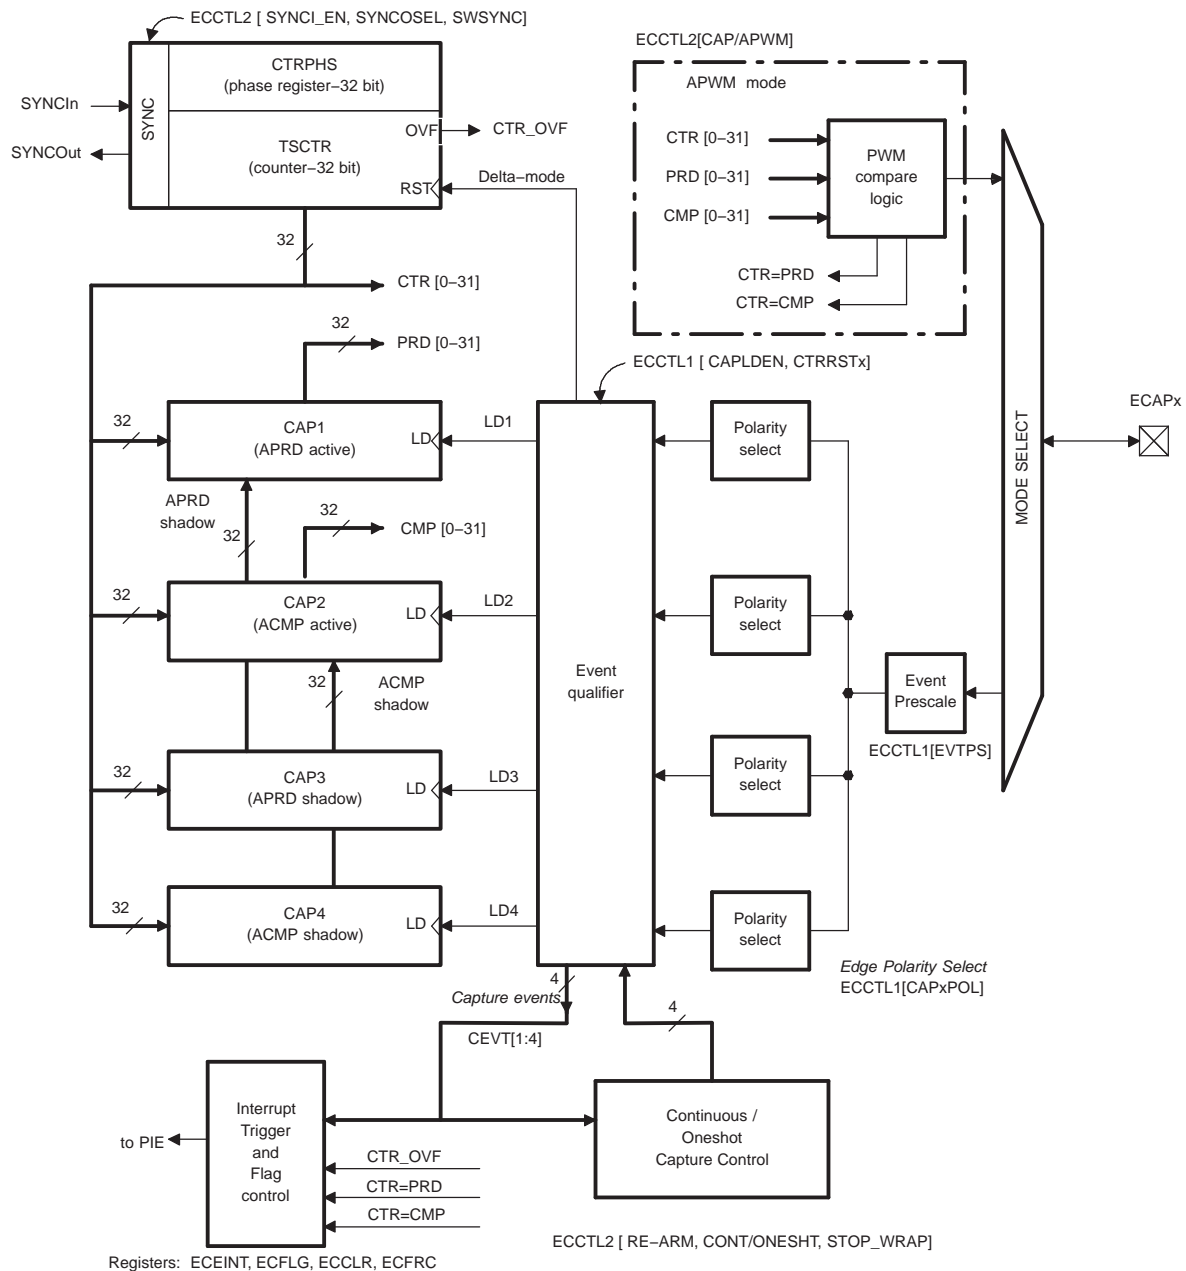 ECCTL2 [ SYNCI_EN, SYNCOSEL, SWSYNC]
ECCTL2[CAP/APWM]
CTRPHS
(phase register−32 bit)
APWM mode
SYNCIn
SYNC
OVF
CTR_OVF
CTR [0−31]
PWM
compare
logic
SYNCOut
TSCTR
(counter−32 bit)
RST
Delta−mode
PRD [0−31]
CMP [0−31]
32
CTR=PRD
CTR [0−31]
CTR=CMP
32
PRD [0−31]
ECCTL1 [ CAPLDEN, CTRRSTx]
ECAPx
32
CAP1
(APRD active)
LD
LD1
Polarity
select
MODE SELECT
APRD
shadow
32
32
CMP [0−31]
32
CAP2
(ACMP active)
LD
LD2
Polarity
select
Event
qualifier
32
ACMP
shadow
Event
Prescale
ECCTL1[EVTPS]
32
CAP3
(APRD shadow)
LD
LD3
Polarity
select
32
CAP4
(ACMP shadow)
LD
LD4
Polarity
select
Edge Polarity Select
ECCTL1[CAPxPOL]
4
Capture events
CEVT[1:4]
4
Interrupt
Trigger
and
Flag
control
to PIE
Continuous /
Oneshot
Capture Control
CTR_OVF
CTR=PRD
CTR=CMP
ECCTL2 [ RE−ARM, CONT/ONESHT, STOP_WRAP]
Registers: ECEINT, ECFLG, ECCLR, ECFRC